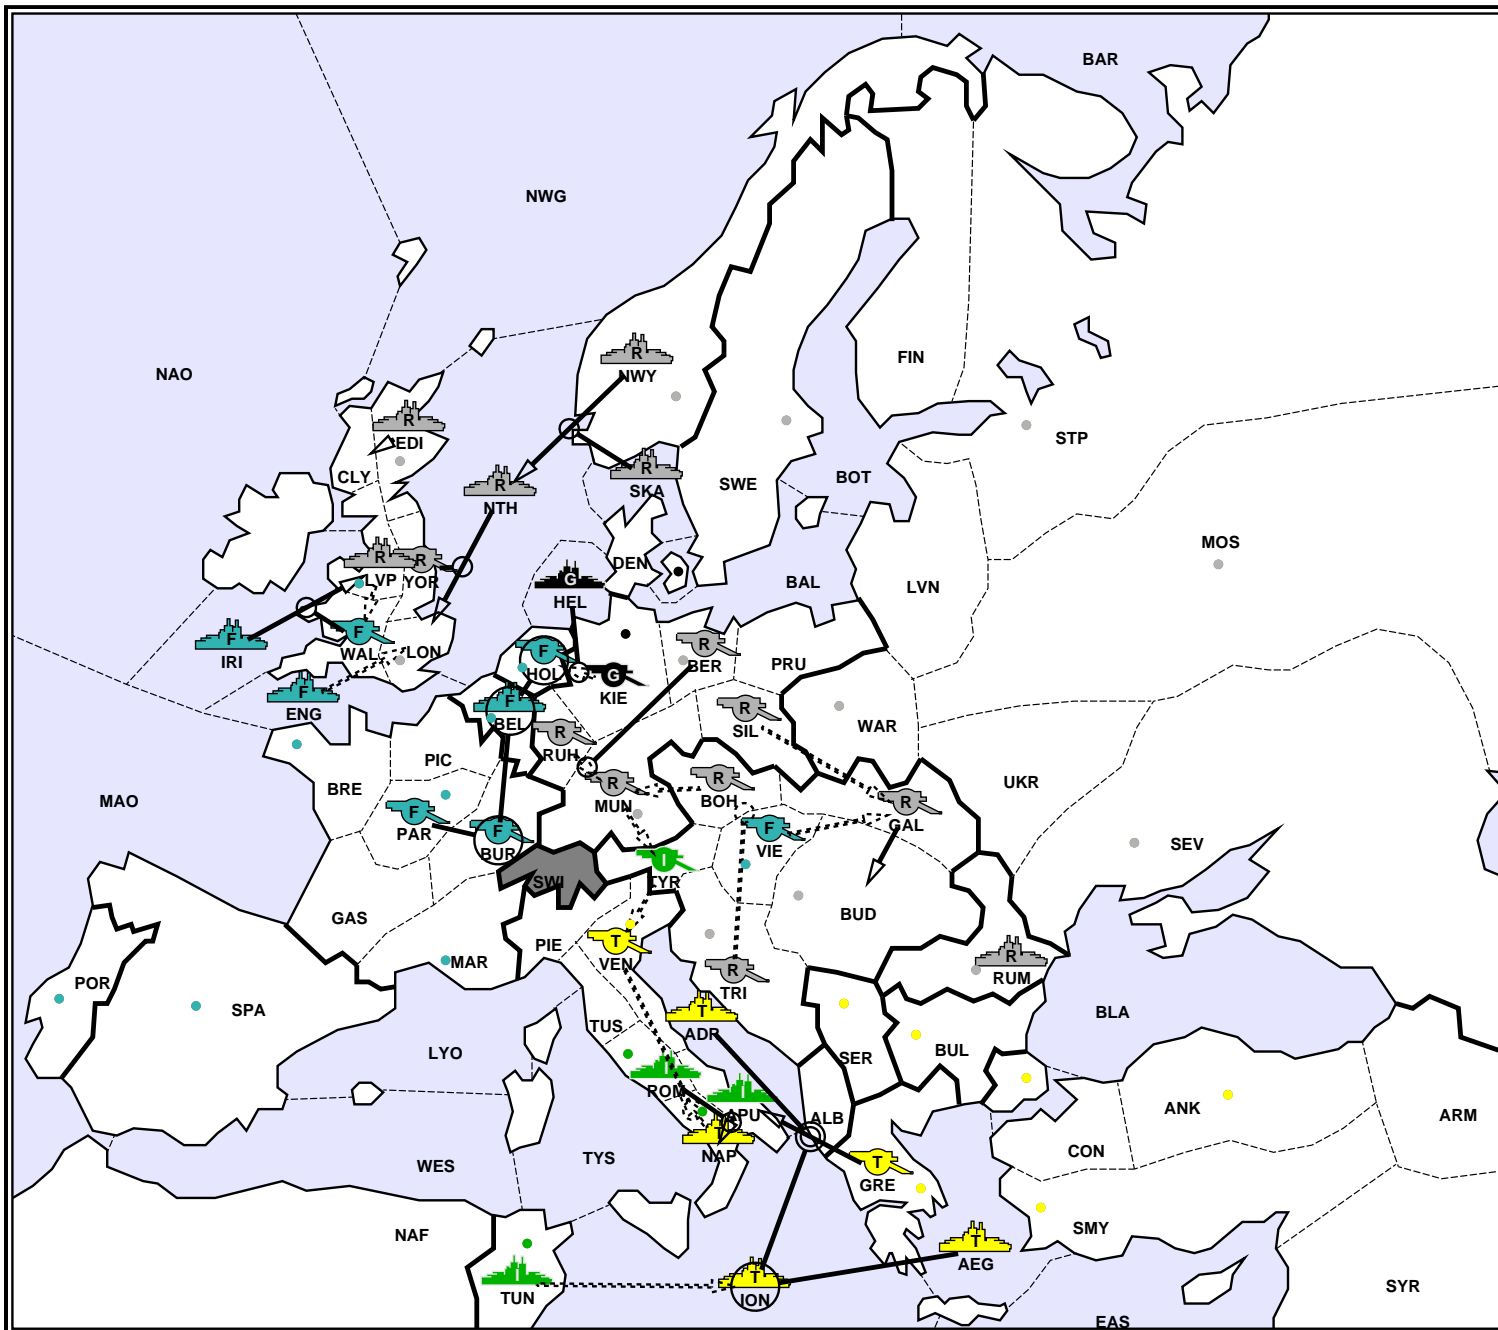 BAR
NWG
R
NWY
FIN
NAO
R
EDI
STP
R
SKA
CLY
R
NTH
SWE
BOT
MOS
R
LVP
R
YOR
DEN
G
HEL
BAL
LVN
F
IRI
F
WAL
LON
F
HOL
G
KIE
R
BER
PRU
F
ENG
F
BEL
R
RUH
R
SIL
WAR
PIC
UKR
BRE
MAO
R
MUN
R
BOH
R
GAL
F
PAR
F
BUR
F
VIE
SEV
I
TYR
SWI
GAS
BUD
PIE
T
VEN
MAR
R
TRI
R
RUM
POR
SPA
TUS
T
ADR
BLA
LYO
SER
BUL
I
ROM
I
APU
ALB
ANK
ARM
T
NAP
CON
WES
TYS
T
GRE
NAF
SMY
T
AEG
I
TUN
T
ION
SYR
EAS